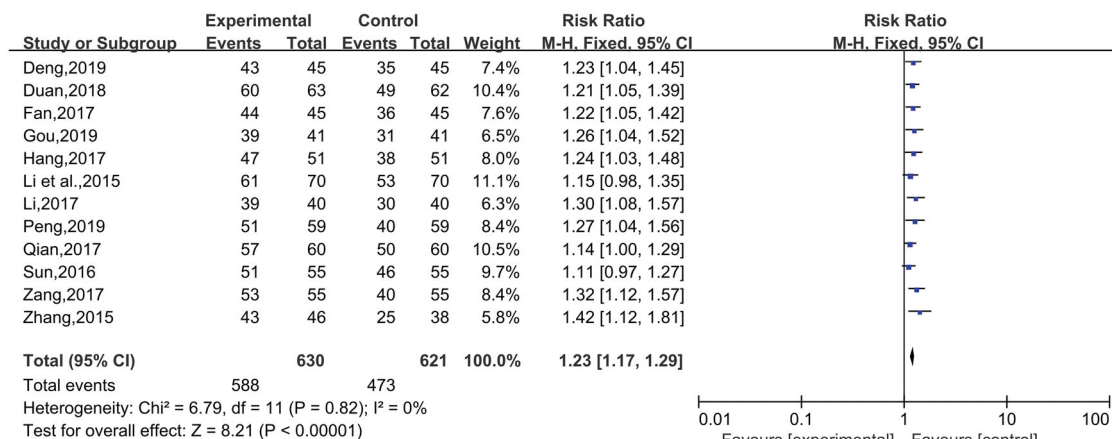 Experimental Control Risk Ratio Risk Ratio
Study or Subgroup Events Total Events Total Weight M-H, Fixed, 95% CI M-H, Fixed, 95% CI
Deng,2019 43 45 35 45 7.4% 1.23 [1.04, 1.45]
Duan,2018 60 63 49 62 10.4% 1.21 [1.05, 1.39]
Fan,2017 44 45 36 45 7.6% 1.22 [1.05, 1.42]
Gou,2019 39 41 31 41 6.5% 1.26 [1.04, 1.52]
Hang,2017 47 51 38 51 8.0% 1.24 [1.03, 1.48]
Li et al.,2015 61 70 53 70 11.1% 1.15 [0.98, 1.35]
Li,2017 39 40 30 40 6.3% 1.30 [1.08, 1.57]
Peng,2019 51 59 40 59 8.4% 1.27 [1.04, 1.56]
Qian,2017 57 60 50 60 10.5% 1.14 [1.00, 1.29]
Sun,2016 51 55 46 55 9.7% 1.11 [0.97, 1.27]
Zang,2017 53 55 40 55 8.4% 1.32 [1.12, 1.57]
Zhang,2015 43 46 25 38 5.8% 1.42 [1.12, 1.81]
Total (95% CI) 630 621 100.0% 1.23 [1.17, 1.29]
Total events 588 473
Heterogeneity: Chi² = 6.79, df = 11 (P = 0.82); I² = 0%
Test for overall effect: Z = 8.21 (P < 0.00001)
0.01 0.1 1 10 100
Favours [experimental] Favours [control]